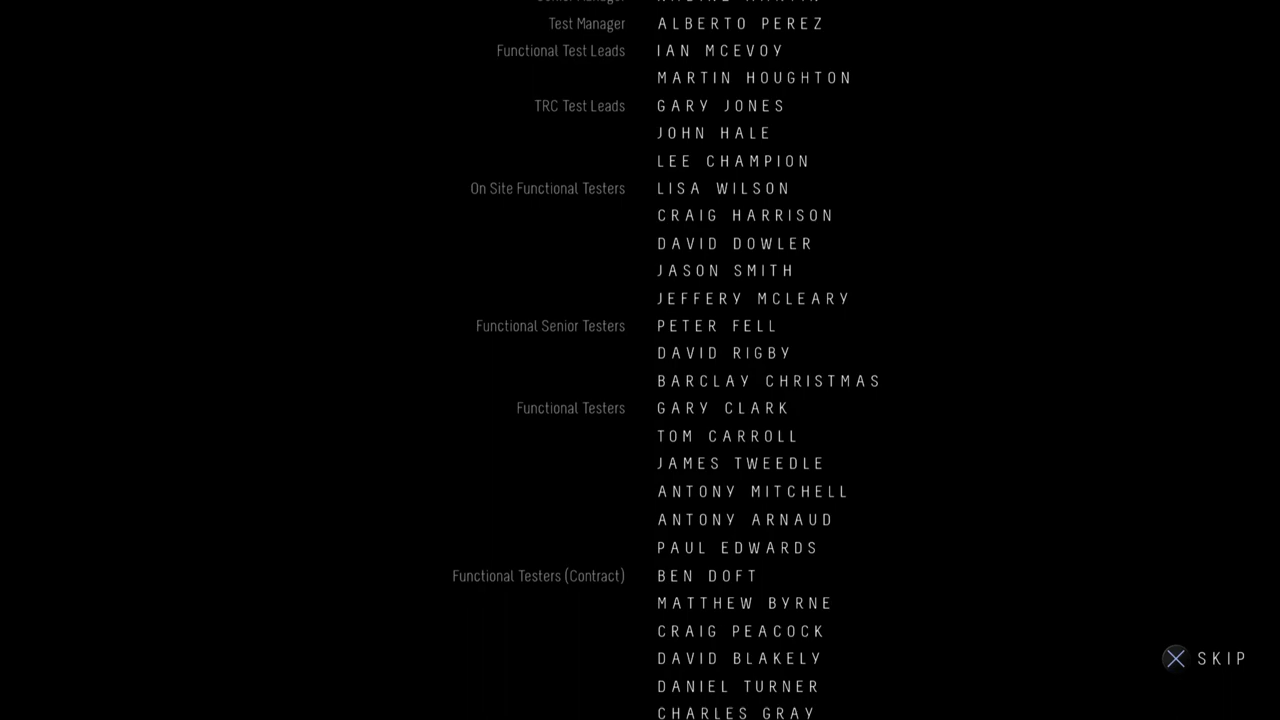 Test Manager ALBERTO PEREZ
Functional Test Leads IAN MCEVOY
MARTIN HOUGHTON
TRC Test Leads GARY JONES
JOHN HALE
LEE CHAMPION
On Site Functional Testers LISA WILSON
CRAIG HARRISON
DAVID DOWLER
JASON SMITH
JEFFERY MCLEARY
Functional Senior Testers PETER FELL
DAVID RIGBY
BARCLAY CHRISTMAS
Functional Testers GARY CLARK
TOM CARROLL
JAMES TWEEDLE
ANTONY MITCHELL
ANTONY ARNAUD
PAUL EDWARDS
Functional Testers (Contract) BEN DOFT
MATTHEW BYRNE
CRAIG PEACOCK
DAVID BLAKELY
SKIP
DANIEL TURNER
CHARLES GRAY